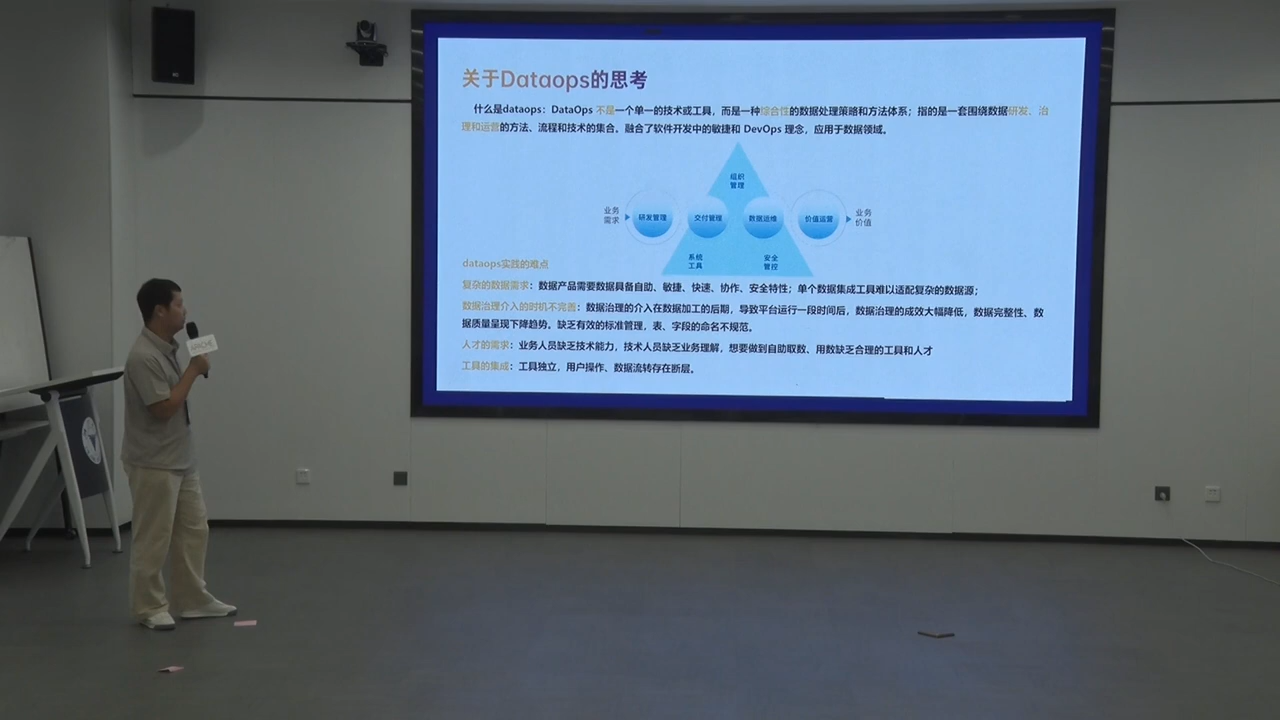 关于Dataops的思考
什么是dataops：DataOps 不是一个单一的技术或工具，而是一种综合性的数据处理策略和方法体系；指的是一套围绕数据研发、治
理和运营的方法、流程和技术的集合。融合了软件开发中的敏捷和 DevOps 理念，应用于数据领域。
组织
管理
业务
需求
研发管理
交付管理
数据运维
价值运营
业务
价值
系统
工具
安全
管控
dataops实践的难点
复杂的数据需求：数据产品需要数据具备自助、敏捷、快速、协作、安全特性；单个数据集成工具难以适配复杂的数据源；
数据治理介入的时机不完善：数据治理的介入在数据加工的后期，导致平台运行一段时间后，数据治理的成效大幅降低，数据完整性、数
据质量呈现下降趋势。缺乏有效的标准管理，表、字段的命名不规范。
人才的需求：业务人员缺乏技术能力，技术人员缺乏业务理解，想要做到自助取数、用数缺乏合理的工具和人才
工具的集成：工具独立，用户操作、数据流转存在断层。
APACHE